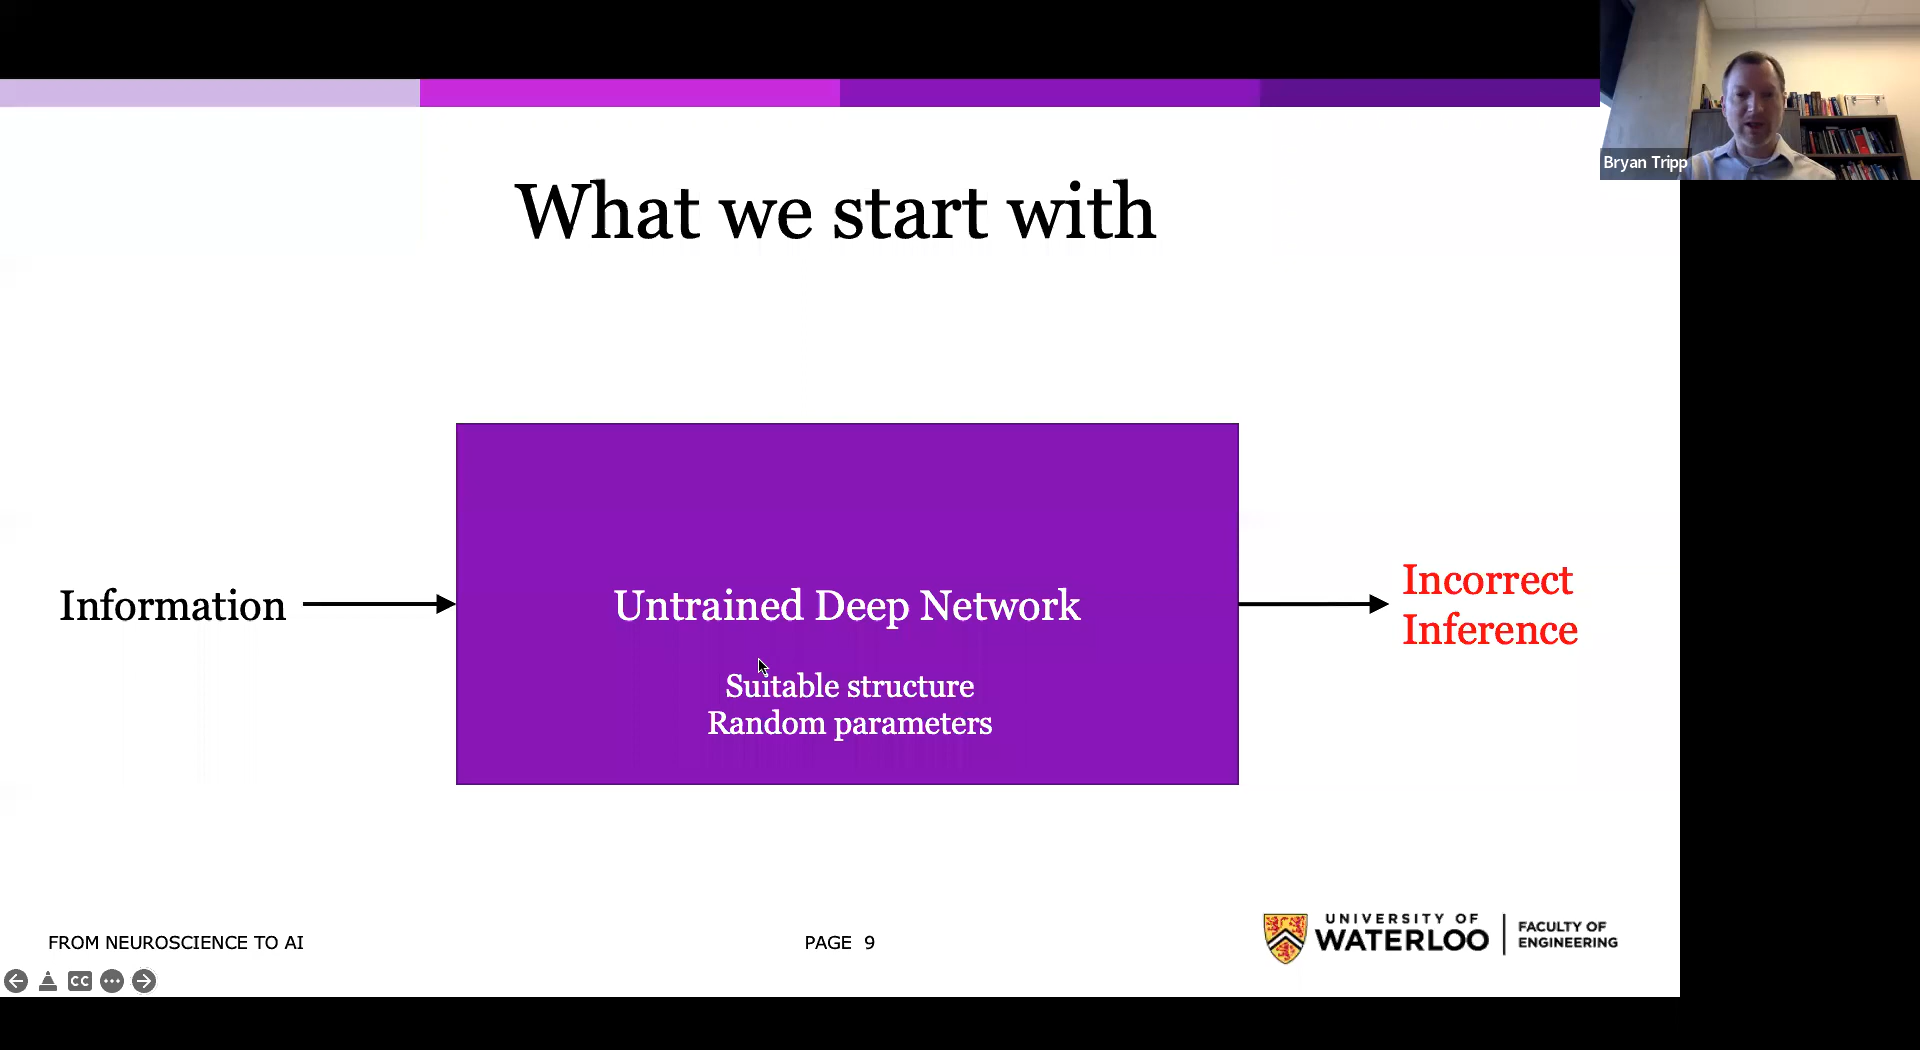 Bryan Tripp
What we start with
Information
Untrained Deep Network
Suitable structure
Random parameters
Incorrect
Inference
FROM NEUROSCIENCE TO AI
PAGE 9
UNIVERSITY OF
WATERLOO
FACULTY OF
ENGINEERING
CC